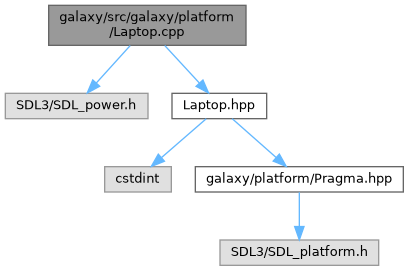 galaxy/src/galaxy/platform
/Laptop.cpp
SDL3/SDL_power.h
Laptop.hpp
cstdint
galaxy/platform/Pragma.hpp
SDL3/SDL_platform.h